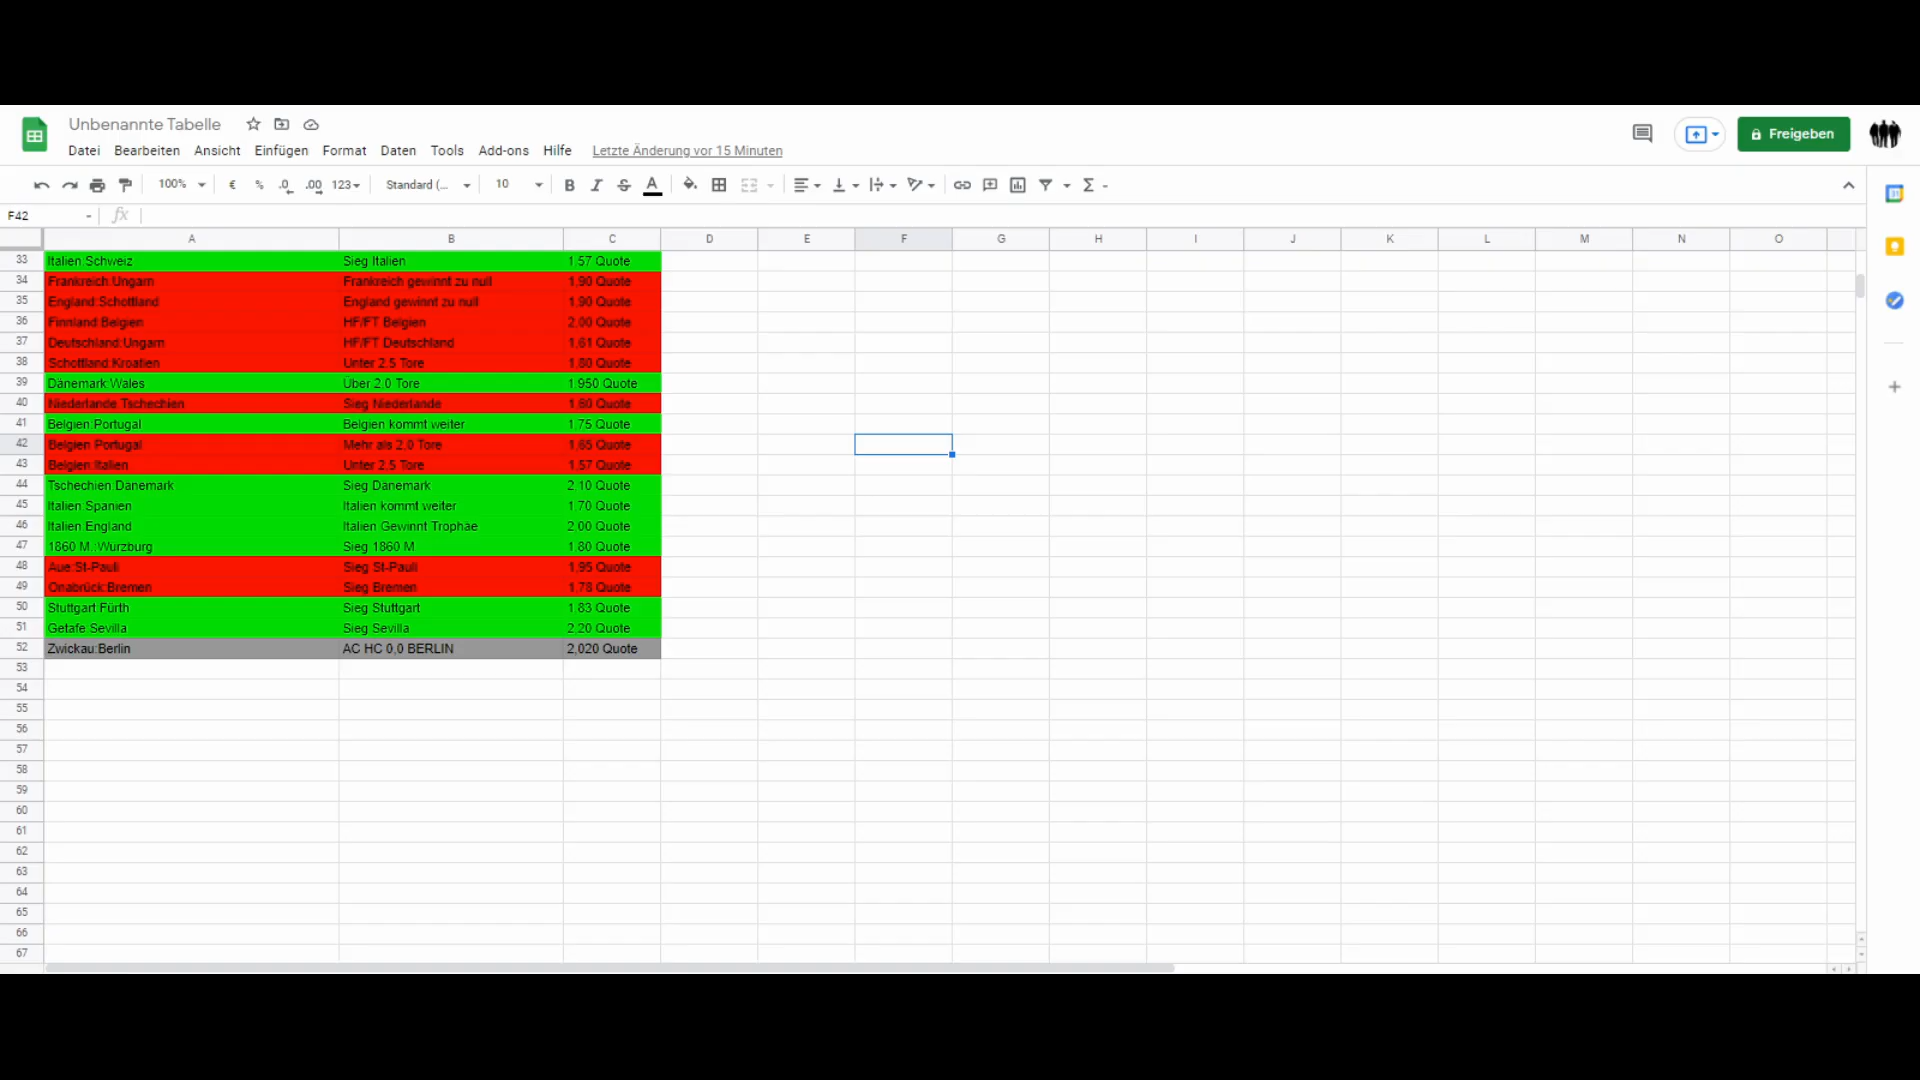 Unbenannte Tabelle
Datei Bearbeiten Ansicht Einfügen Format Daten Tools Add-ons Hilfe Letzte Änderung vor 15 Minuten
Freigeben
100% € % .0 .00 123 Standard (... 10 B I S A Σ
F42 fx
A B C D E F G H I J K L M N O
33 Italien:Schweiz Sieg Italien 1,57 Quote
34 Frankreich:Ungarn Frankreich gewinnt zu null 1,90 Quote
35 England:Schottland England gewinnt zu null 1,90 Quote
36 Finnland:Belgien HF/FT Belgien 2,00 Quote
37 Deutschland:Ungarn HF/FT Deutschland 1,61 Quote
38 Schottland:Kroatien Unter 2,5 Tore 1,80 Quote
39 Dänemark:Wales Über 2,0 Tore 1,950 Quote
40 Niederlande:Tschechien Sieg Niederlande 1,60 Quote
41 Belgien:Portugal Belgien kommt weiter 1,75 Quote
42 Belgien:Portugal Mehr als 2,0 Tore 1,65 Quote
43 Belgien:Italien Unter 2,5 Tore 1,57 Quote
44 Tschechien:Dänemark Sieg Dänemark 2,10 Quote
45 Italien:Spanien Italien kommt weiter 1,70 Quote
46 Italien:England Italien Gewinnt Trophäe 2,00 Quote
47 1860 M.:Würzburg Sieg 1860 M 1,80 Quote
48 Aue:St-Pauli Sieg St-Pauli 1,95 Quote
49 Onabrück:Bremen Sieg Bremen 1,78 Quote
50 Stuttgart:Fürth Sieg Stuttgart 1,83 Quote
51 Getafe:Sevilla Sieg Sevilla 2,20 Quote
52 Zwickau:Berlin AC HC 0,0 BERLIN 2,020 Quote
53
54
55
56
57
58
59
60
61
62
63
64
65
66
67